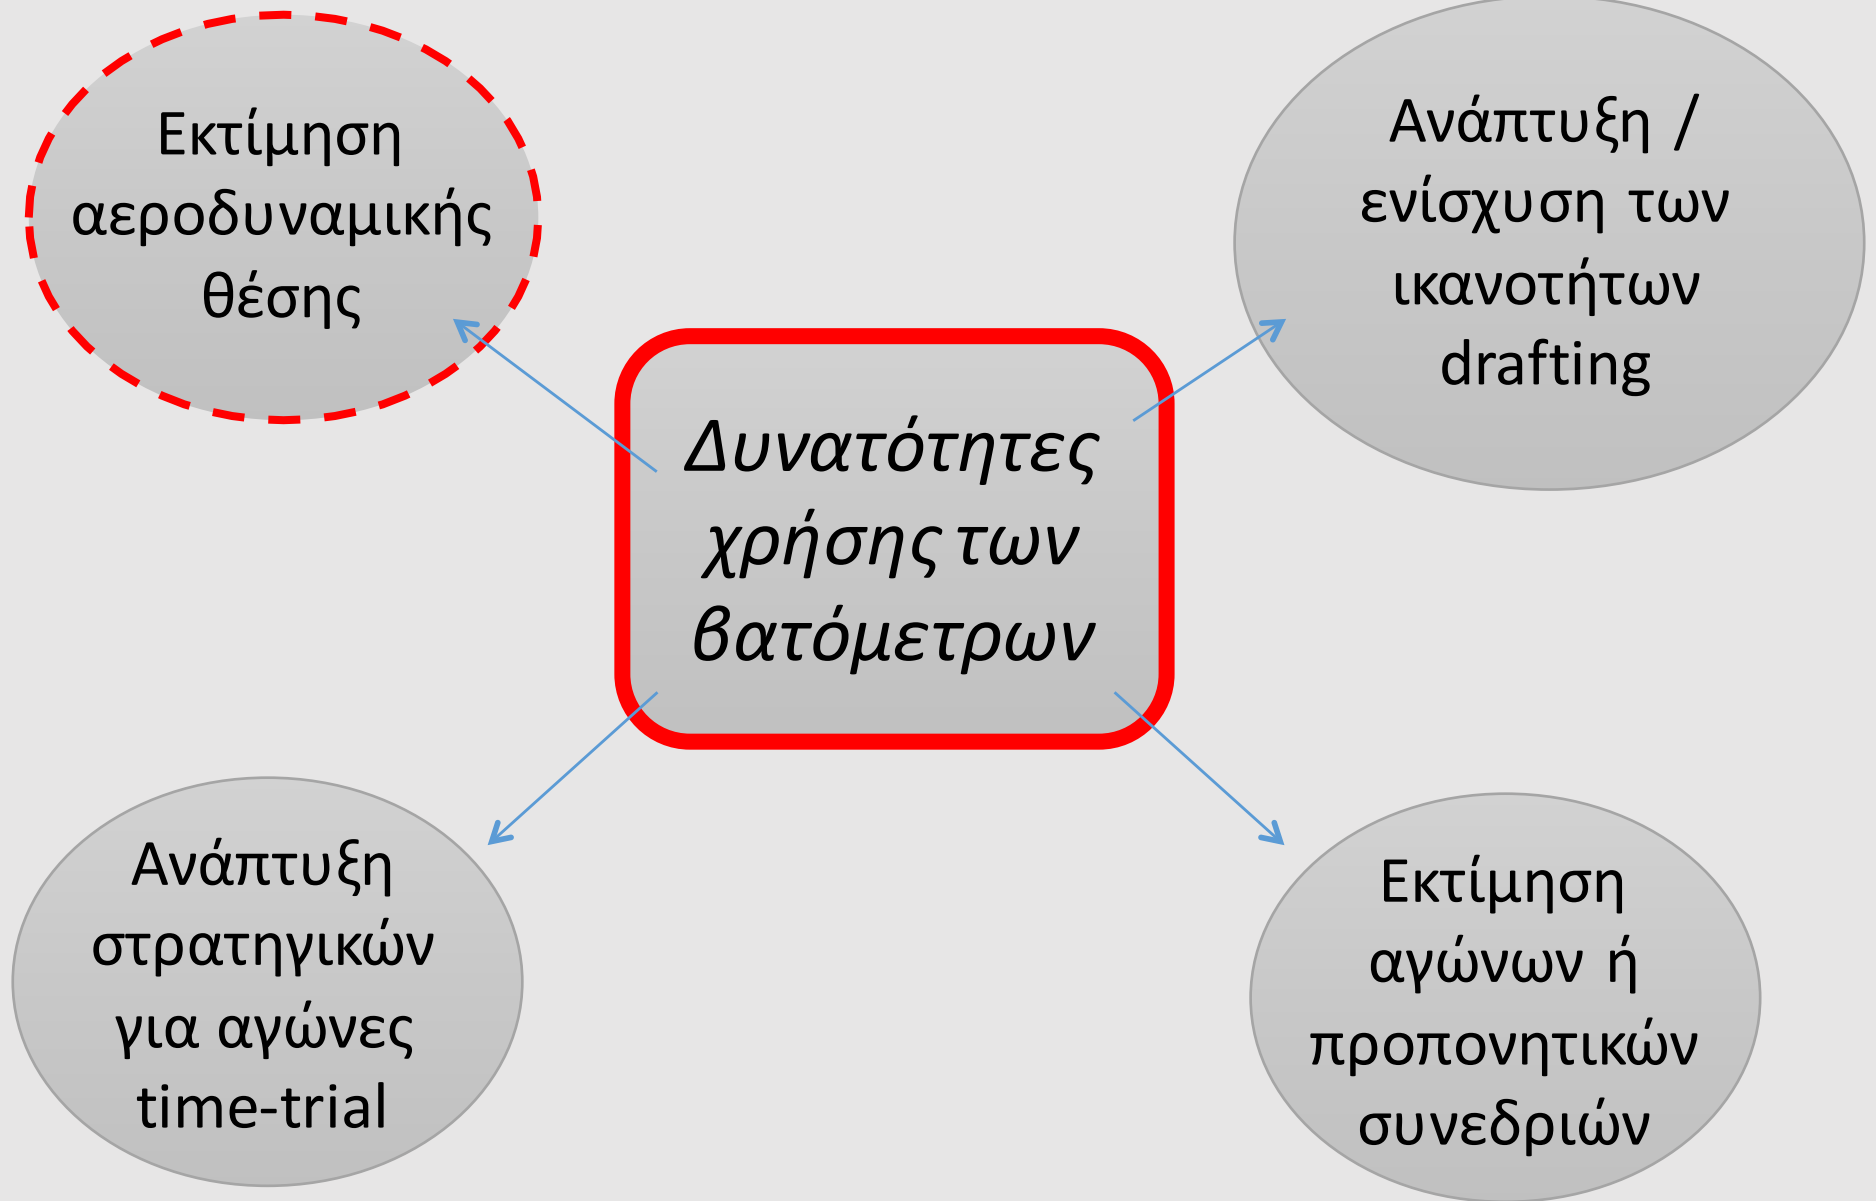 Εκτίμηση
αεροδυναμικής
θέσης
Ανάπτυξη /
ενίσχυση των
ικανοτήτων
drafting
Δυνατότητες
χρήσης των
βατόμετρων
Ανάπτυξη
στρατηγικών
για αγώνες
time-trial
Εκτίμηση
αγώνων ή
προπονητικών
συνεδριών